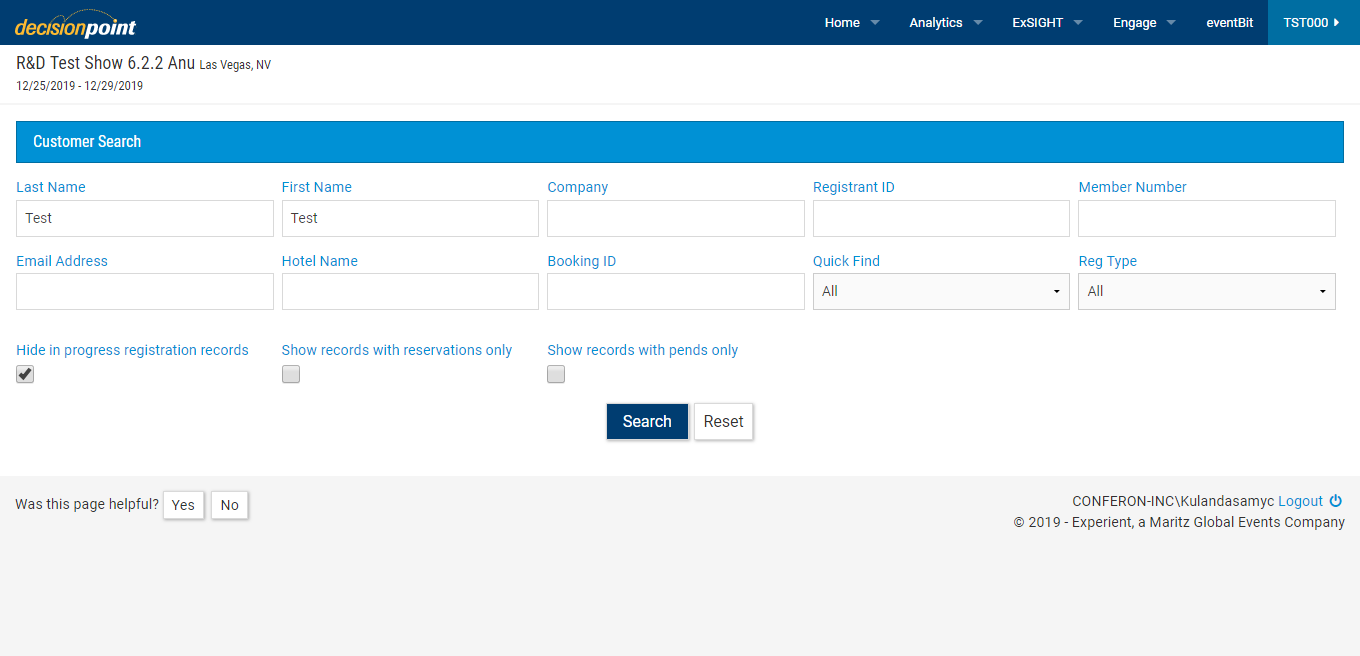 decisionpoint Home Analytics ExSIGHT Engage eventBit TST000
R&D Test Show 6.2.2 Anu Las Vegas, NV
12/25/2019 - 12/29/2019
Customer Search
Last Name First Name Company Registrant ID Member Number
Test Test
Email Address Hotel Name Booking ID Quick Find Reg Type
All All
Hide in progress registration records Show records with reservations only Show records with pends only
Search Reset
Was this page helpful? Yes No CONFERON-INC\Kulandasamyc Logout
© 2019 - Experient, a Maritz Global Events Company